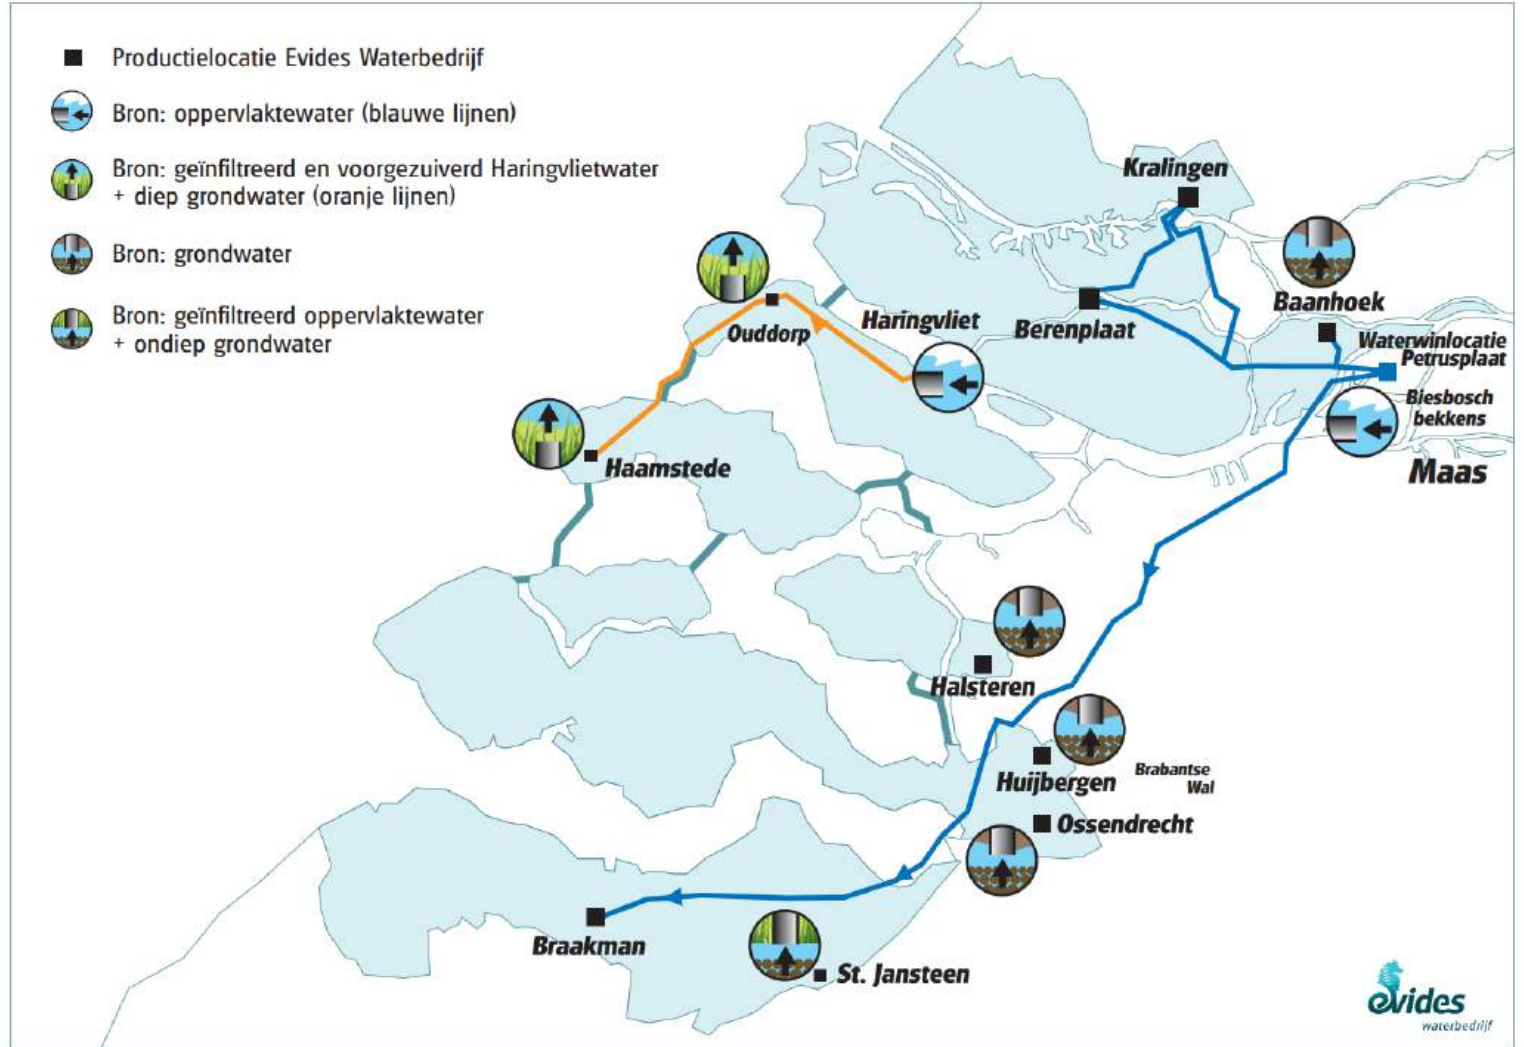 Productielocatie Evides Waterbedrijf
Bron: oppervlaktewater (blauwe lijnen)
Bron: geïnfiltreerd en voorgezuiverd Haringvlietwater
+ diep grondwater (oranje lijnen)
Bron: grondwater
Bron: geïnfiltreerd oppervlaktewater
+ ondiep grondwater
Kralingen
Baanhoek
Haringvliet
Berenplaat
Ouddorp
Waterwinlocatie
Petrusplaat
Biesbosch
bekkens
Maas
Haamstede
Halsteren
Huijbergen
Brabantse
Wal
Ossendrecht
Braakman
St. Jansteen
evides
waterbedrijf